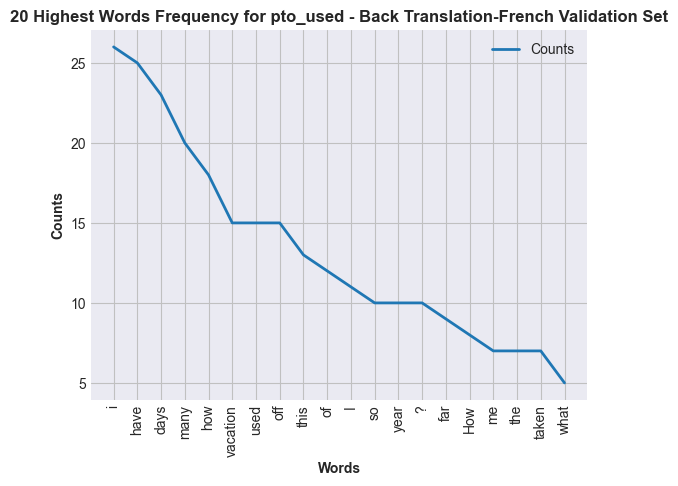 20 Highest Words Frequency for pto_used - Back Translation-French Validation Set
Counts
25
20
15
10
5
Counts
i
have
days
many
how
vacation
used
off
this
of
I
so
year
?
far
How
me
the
taken
what
Words